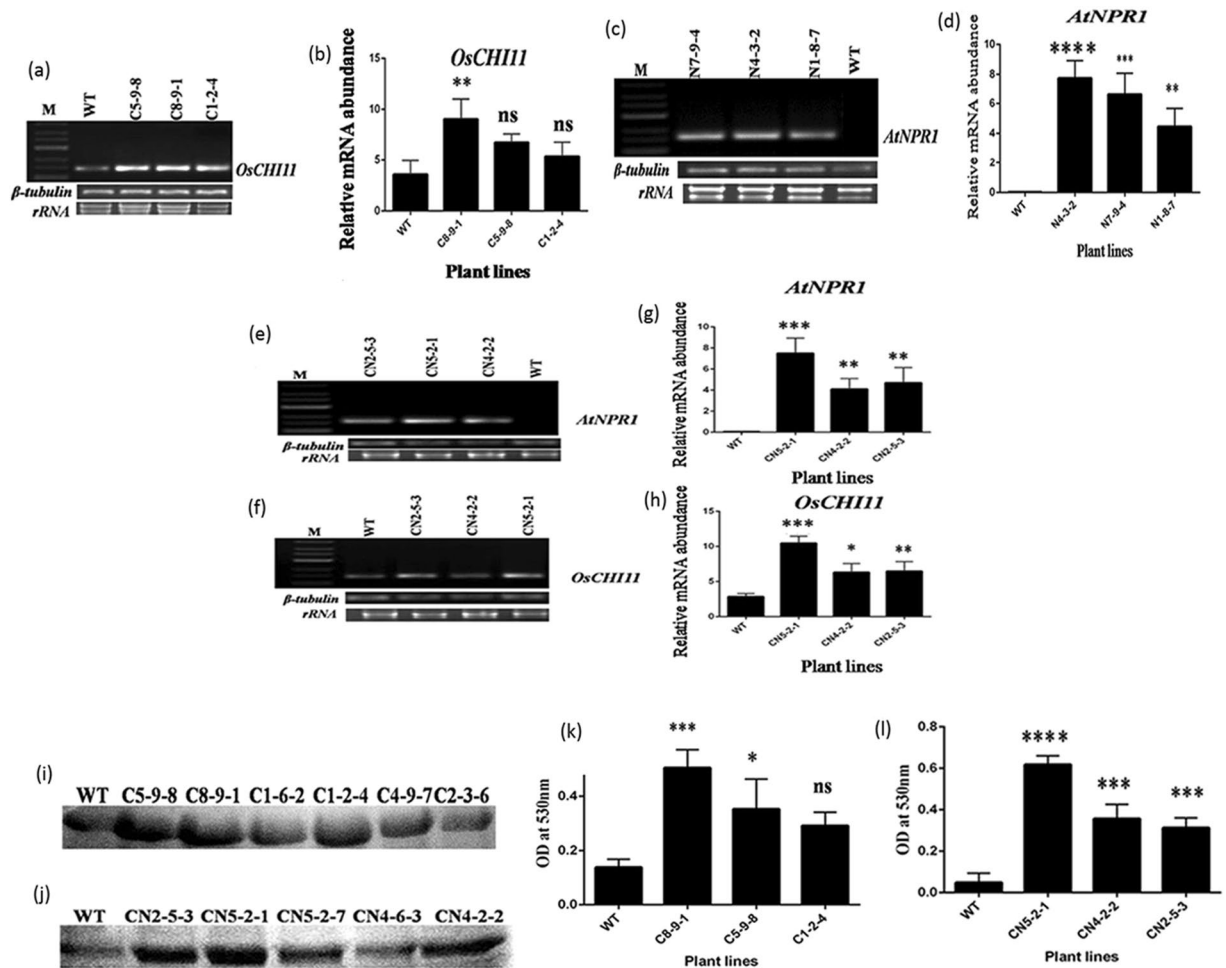 (a)
M
WT
C5-9-8
C8-9-1
C1-2-4
OsCHI11
β-tubulin
rRNA
(b)
OsCHI11
Relative mRNA abundance
15
10
5
0
**
ns
ns
WT
C8-9-1
C5-9-8
C1-2-4
Plant lines
(c)
M
N7-9-4
N4-3-2
N1-8-7
WT
AtNPR1
β-tubulin
rRNA
(d)
AtNPR1
Relative mRNA abundance
10
8
6
4
2
0
****
***
**
WT
N4-3-2
N7-9-4
N1-8-7
Plant lines
(e)
M
CN2-5-3
CN5-2-1
CN4-2-2
WT
AtNPR1
β-tubulin
rRNA
(g)
AtNPR1
Relative mRNA abundance
10
8
6
4
2
0
***
**
**
WT
CN5-2-1
CN4-2-2
CN2-5-3
Plant lines
(f)
M
WT
CN2-5-3
CN4-2-2
CN5-2-1
OsCHI11
β-tubulin
rRNA
(h)
OsCHI11
Relative mRNA abundance
15
10
5
0
***
*
**
WT
CN5-2-1
CN4-2-2
CN2-5-3
Plant lines
(i)
WT C5-9-8 C8-9-1 C1-6-2 C1-2-4 C4-9-7 C2-3-6
(j)
WT CN2-5-3 CN5-2-1 CN5-2-7 CN4-6-3 CN4-2-2
(k)
OD at 530nm
0.4
0.2
0.0
***
*
ns
WT
C8-9-1
C5-9-8
C1-2-4
Plant lines
(l)
OD at 530nm
0.8
0.6
0.4
0.2
0.0
****
***
***
WT
CN5-2-1
CN4-2-2
CN2-5-3
Plant lines